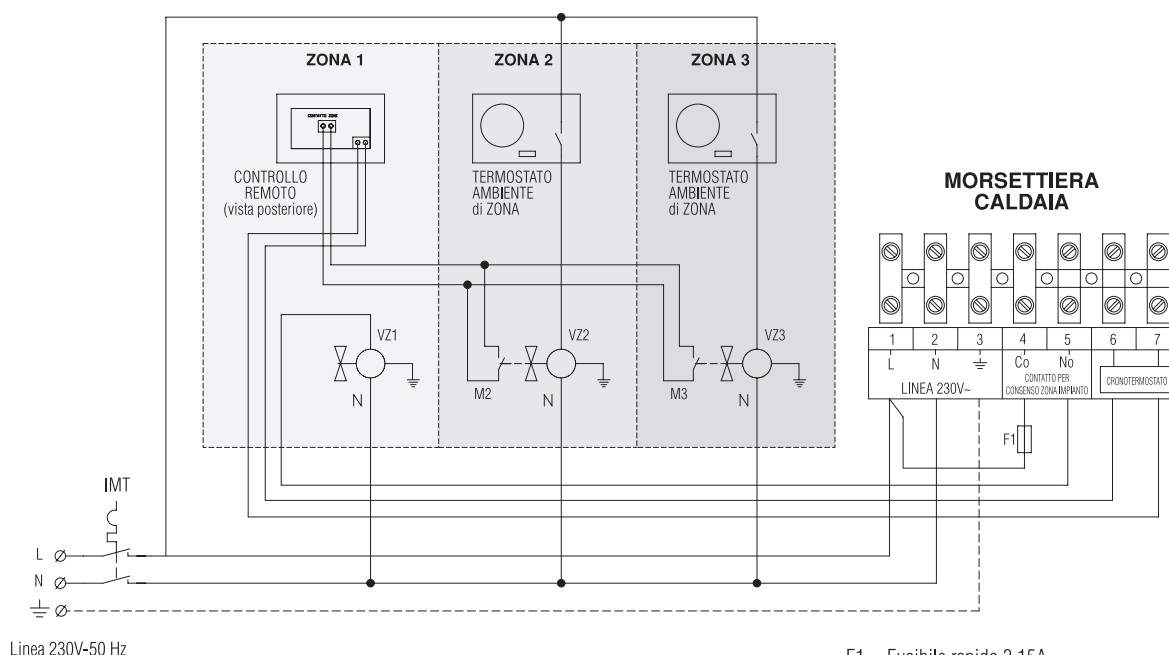 ZONA 1
ZONA 2
ZONA 3
CONTATTO ZONE
CONTROLLO
REMOTO
(vista posteriore)
TERMOSTATO
AMBIENTE
di ZONA
TERMOSTATO
AMBIENTE
di ZONA
MORSETTIERA
CALDAIA
VZ1
VZ2
VZ3
M2
M3
N
N
N
1 2 3 4 5 6 7
L N Co No
LINEA 230V~
CONTATTO PER
CONSENSO ZONA IMPIANTO
CRONOTERMOSTATO
F1
IMT
L
N
Linea 230V-50 Hz
F1 Fusibile rapido 3,15A